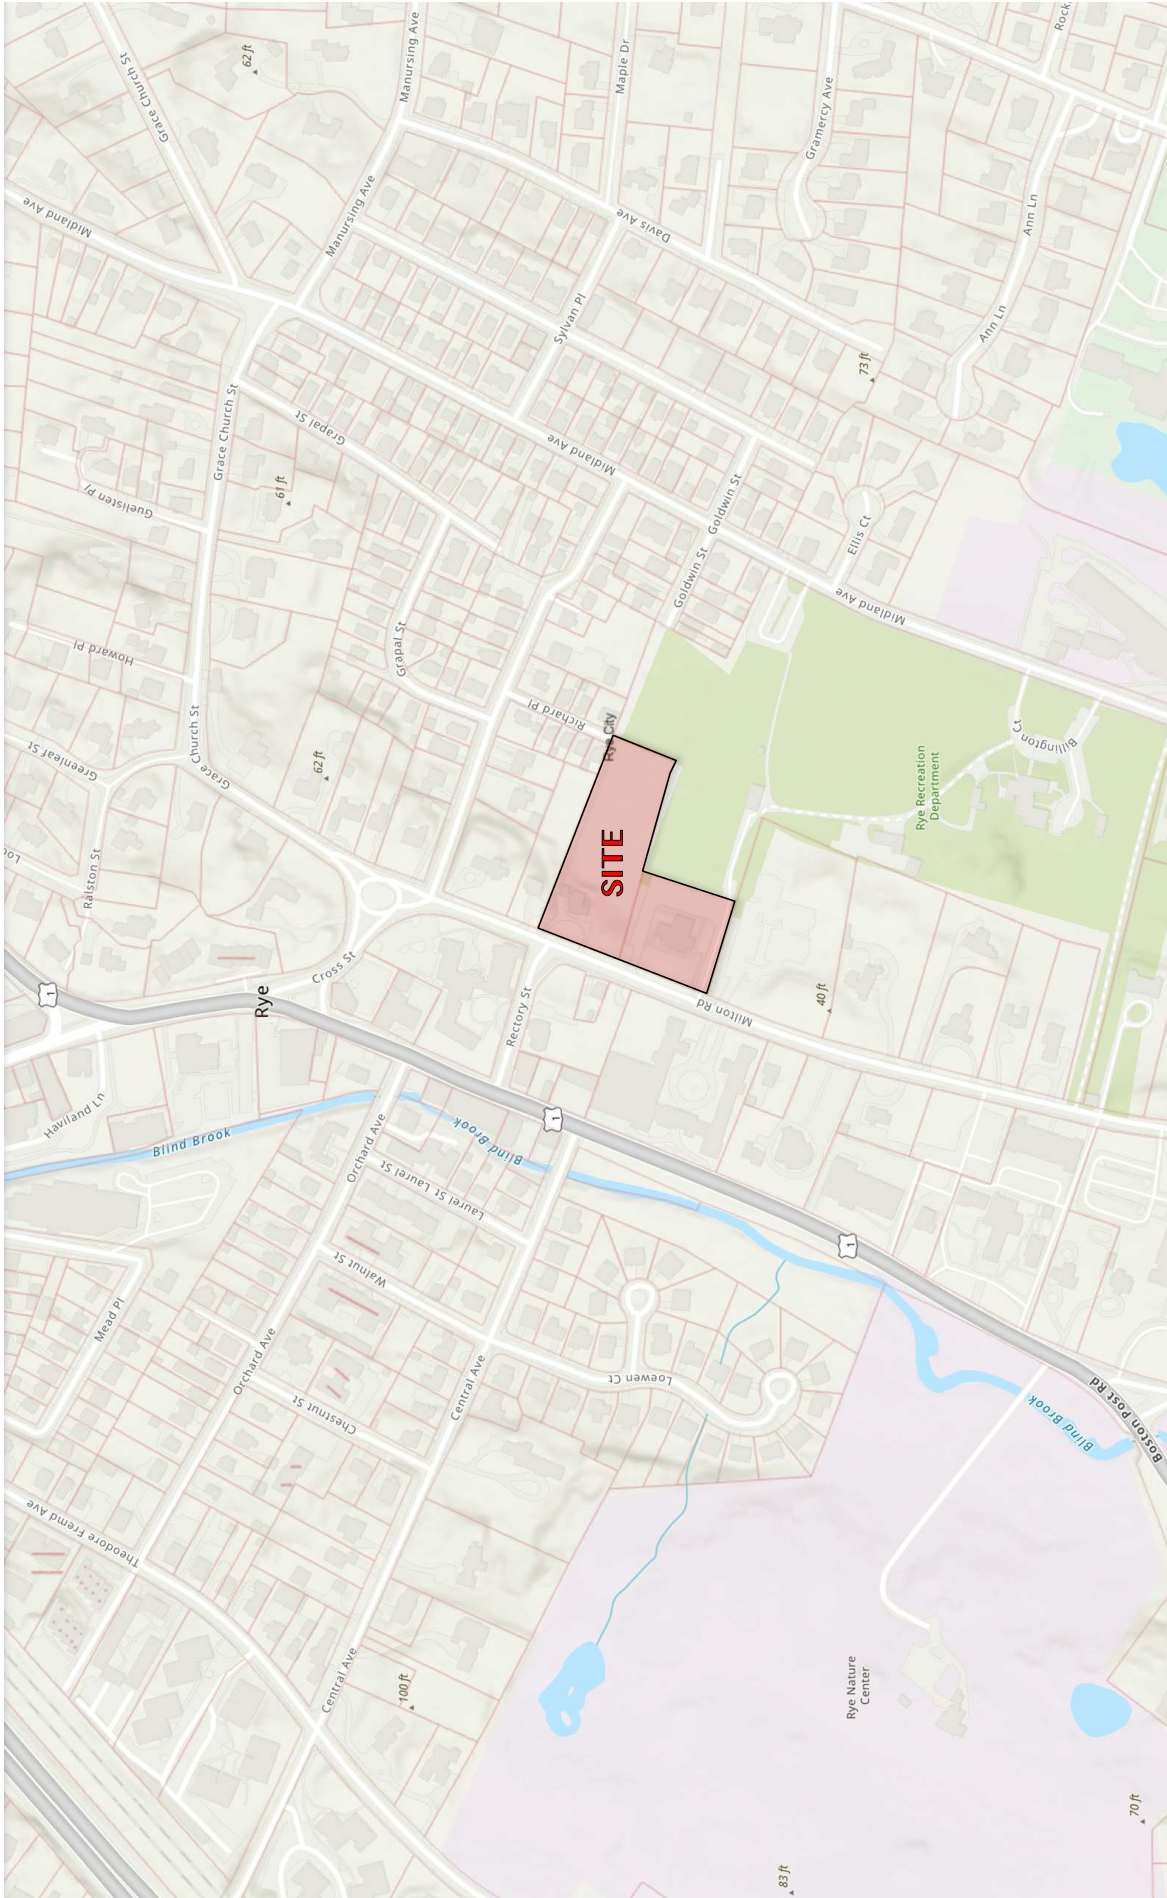 Grace Church St
62 ft
Manursing Ave
Maple Dr
Gramercy Ave
Rock
Midland Ave
Manursing Ave
Davis Ave
Ann Ln
Sylvan Pl
Ann Ln
73 ft
Grace Church St
Grapal St
Midland Ave
61 ft
Guelisten Pl
Goldwin St
Goldwin St
Ellis Ct
Midland Ave
Howard Pl
Grapal St
Richard Pl
Rye City
Church St
Grace
62 ft
Greenleaf St
Billington Ct
Rye Recreation
Department
Lo
Ralston St
SITE
Cross St
1
Rye
Rectory St
Milton Rd
40 ft
Haviland Ln
Blind Brook
Orchard Ave
Blind Brook
1
Laurel St
Laurel St
Walnut St
1
Mead Pl
Orchard Ave
Central Ave
Loewen Ct
Chestnut St
Blind Brook
Boston Post Rd
Theodore Fremd Ave
Central Ave
100 ft
Rye Nature
Center
70 ft
83 ft